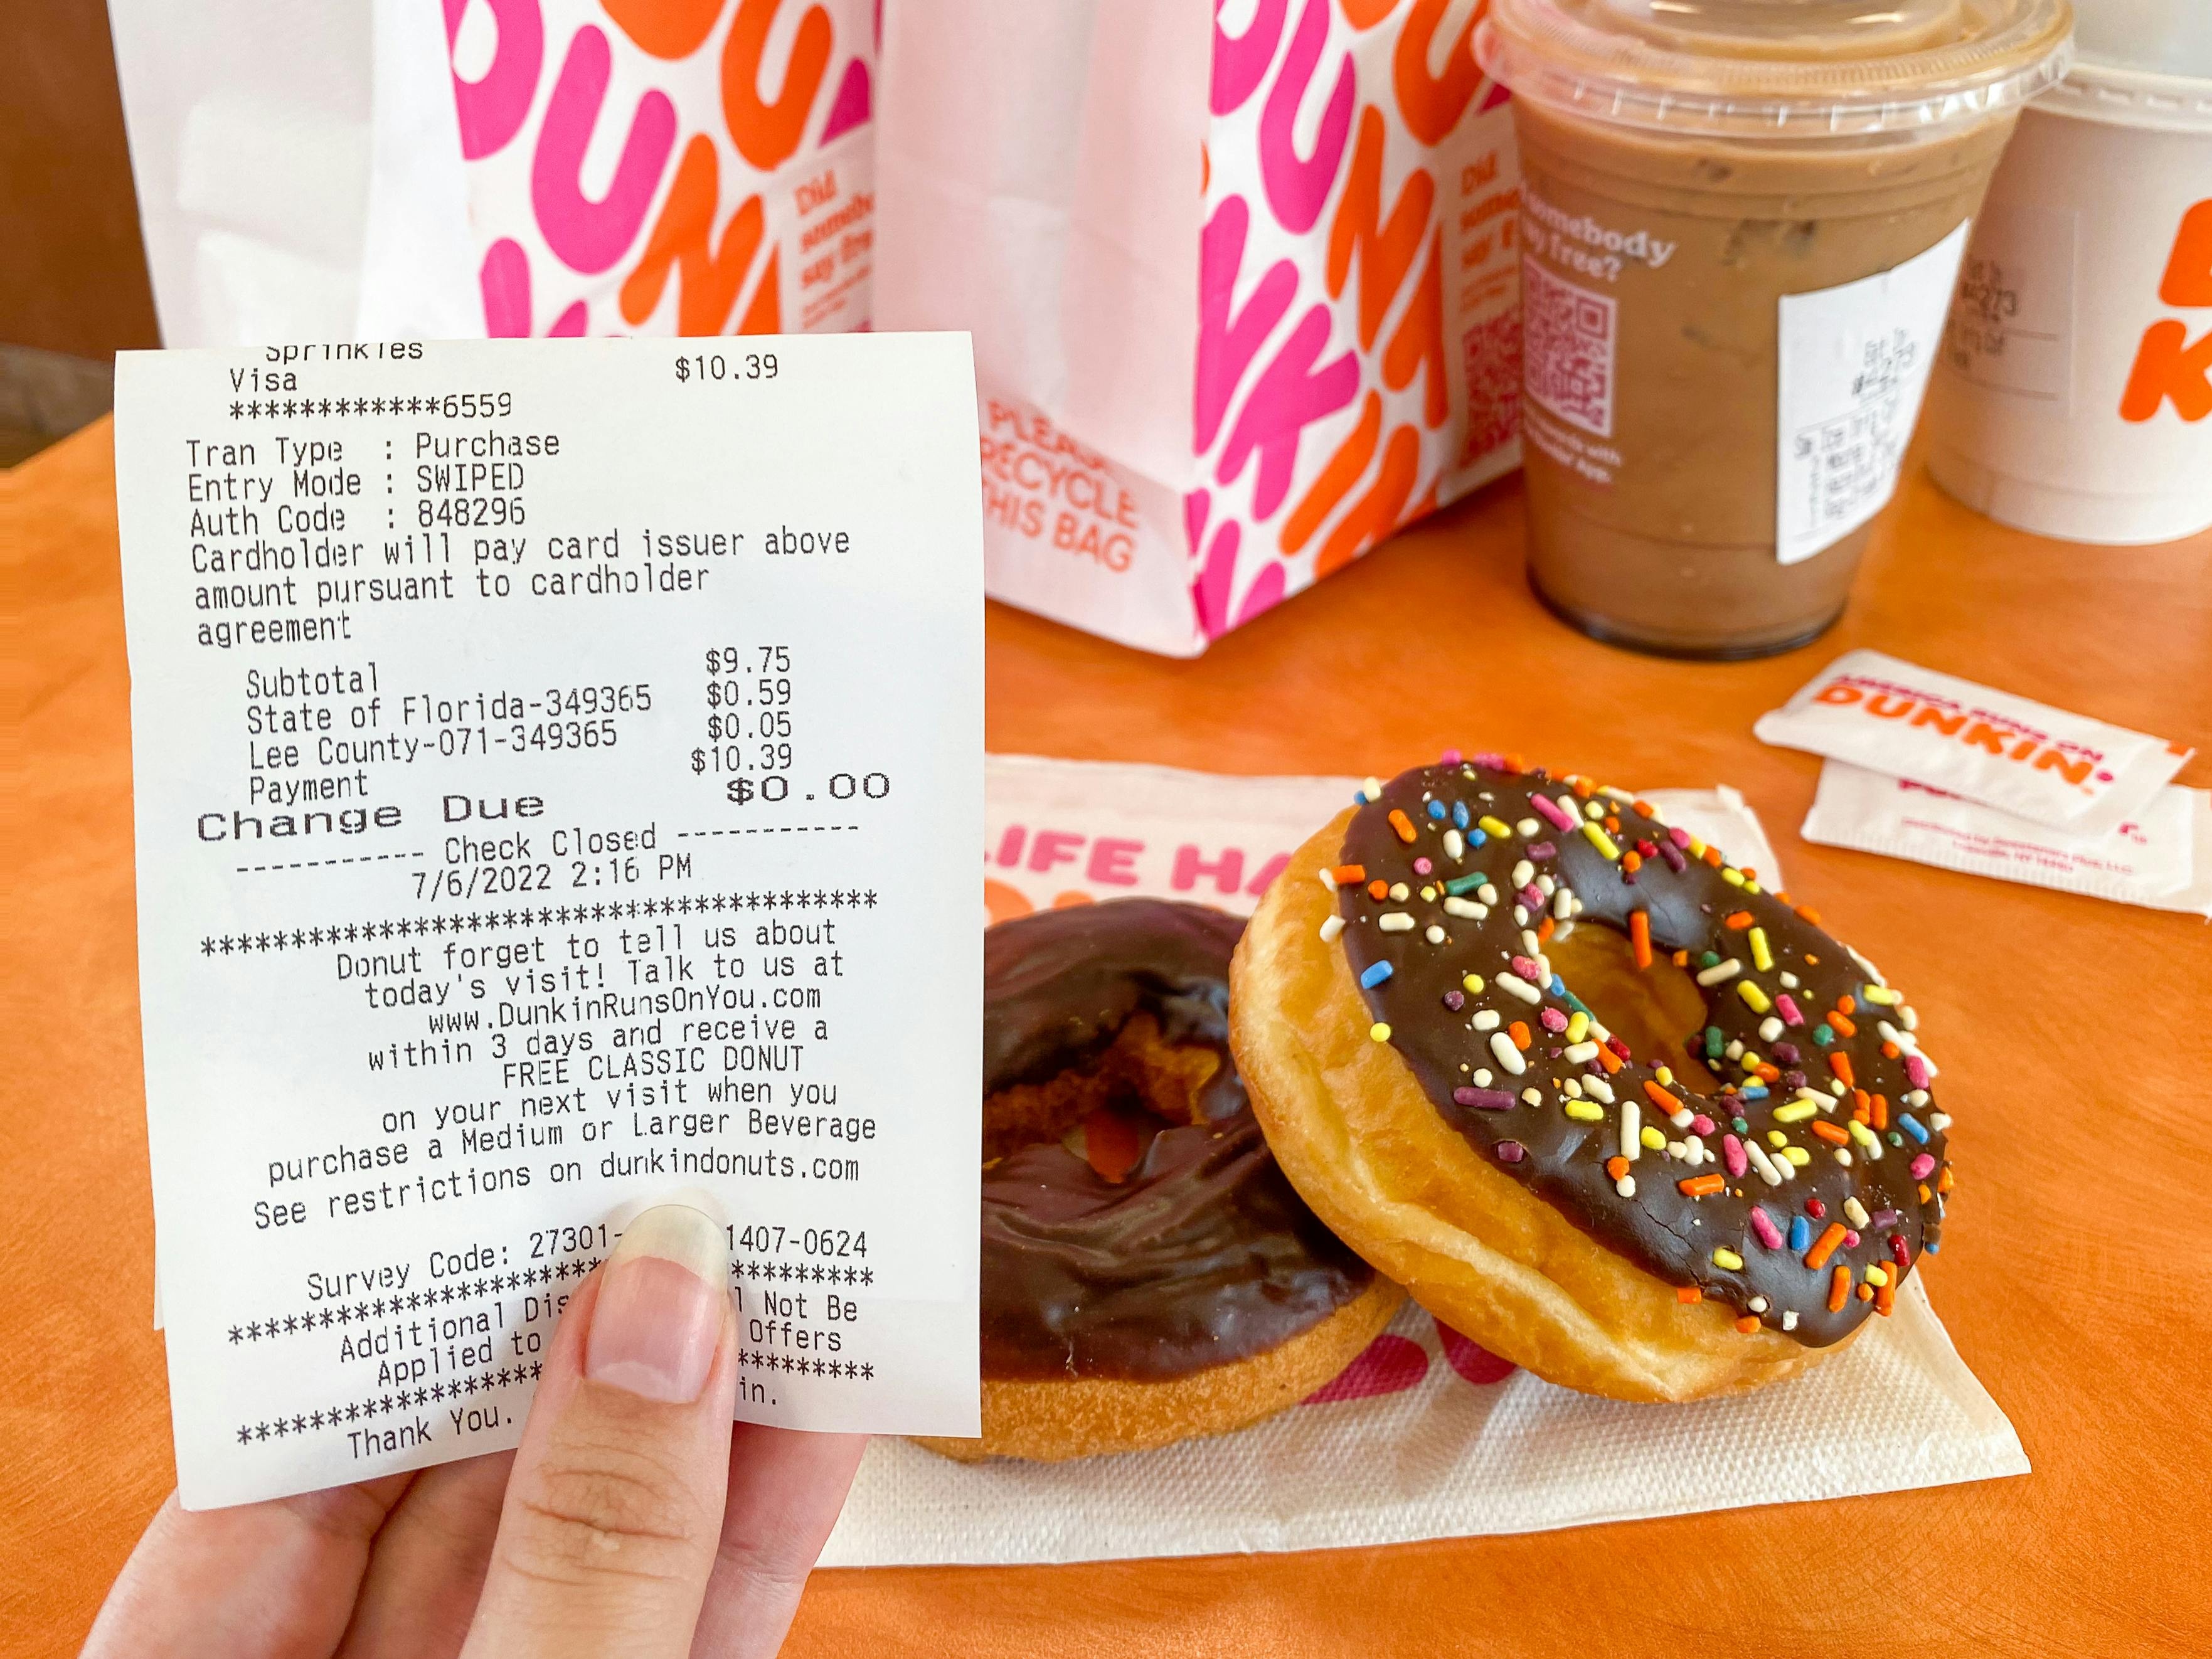 Sprinkles
Visa $10.39
************6559
Tran Type : Purchase
Entry Mode : SWIPED
Auth Code : 848296
Cardholder will pay card issuer above
amount pursuant to cardholder
agreement
Subtotal $9.75
State of Florida-349365 $0.59
Lee County-071-349365 $0.05
Payment $10.39
Change Due $0.00
----------- Check Closed -----------
7/6/2022 2:16 PM
********************************
Donut forget to tell us about
today's visit! Talk to us at
www.DunkinRunsOnYou.com
within 3 days and receive a
FREE CLASSIC DONUT
on your next visit when you
purchase a Medium or Larger Beverage
See restrictions on dunkindonuts.com
Survey Code: 27301- 1407-0624
Additional Not Be
Applied to Offers
Thank You.
Did
say
PLEASE
RECYCLE
THIS BAG
Did
somebody
say free?
LIFE
AMERICA RUNS ON
DUNKIN'